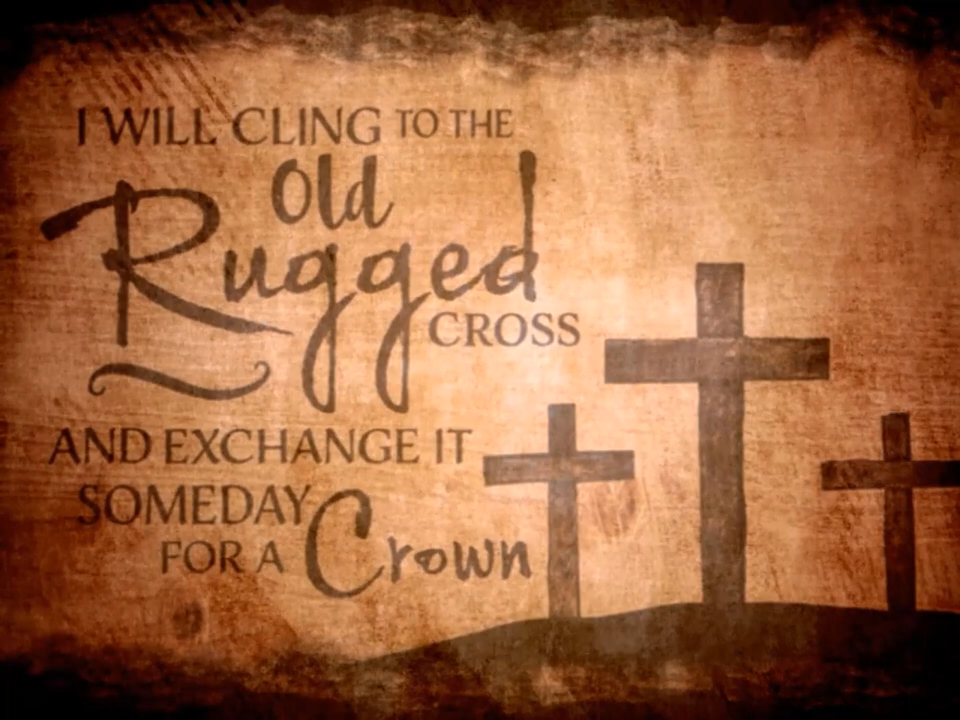 I WILL CLING TO THE
Old
Rugged
CROSS
AND EXCHANGE IT
SOMEDAY
FOR A Crown